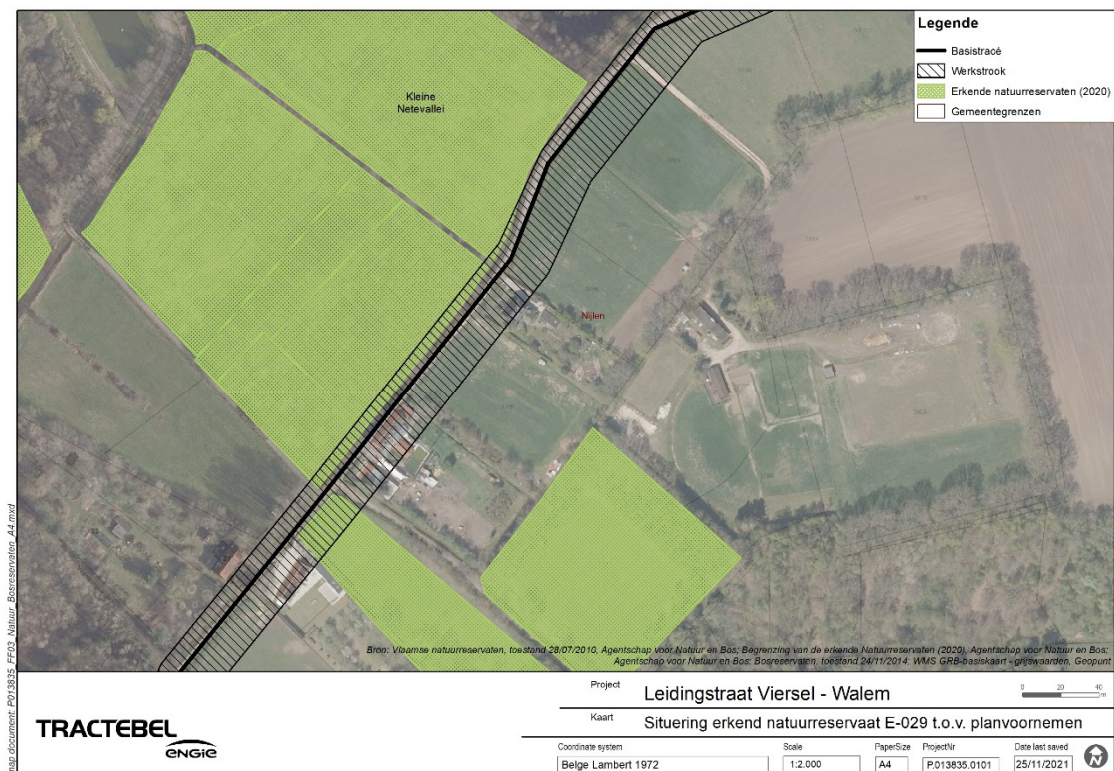 Legende
Basistracé
Werkstrook
Erkende natuurreservaten (2020)
Gemeentegrenzen
Kleine
Netevallei
Nijlen
Bron: Vlaamse natuurreservaten, toestand 28/07/2010, Agentschap voor Natuur en Bos; Begrenzing van de erkende Natuurreservaten (2020), Agentschap voor Natuur en Bos;
Agentschap voor Natuur en Bos: Bosreservaten, toestand 24/11/2014; WMS GRB-basiskaart - grijswaarden, Geopunt
map document: P013835_FF03_Natuur_Bosreservaten_A4.mxd
TRACTEBEL
ENGIE
Project Leidingstraat Viersel - Walem
0 20 40
m
Kaart Situering erkend natuurreservaat E-029 t.o.v. planvoornemen
Coordinate system Scale PaperSize ProjectNr Date last saved
Belge Lambert 1972 1:2.000 A4 P.013835.0101 25/11/2021